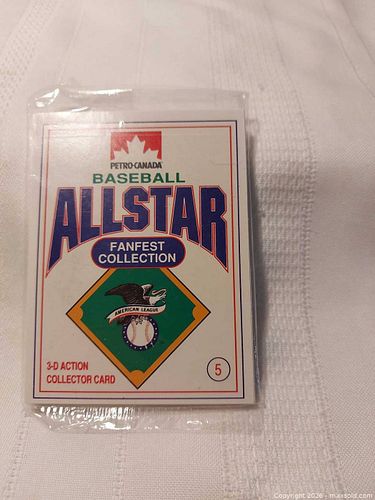 PETRO-CANADA
BASEBALL
ALLSTAR
FANFEST
COLLECTION
AMERICAN LEAGUE
3-D ACTION
COLLECTOR CARD
5
Copyright 2026 - maxsold.com